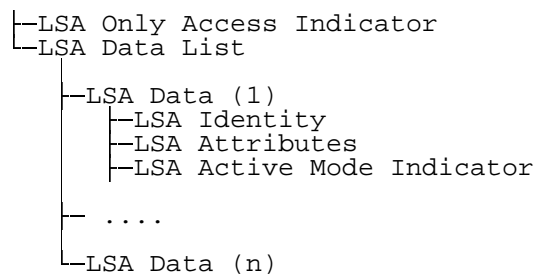 LSA Only Access Indicator
LSA Data List
LSA Data (1)
LSA Identity
LSA Attributes
LSA Active Mode Indicator
....
LSA Data (n)